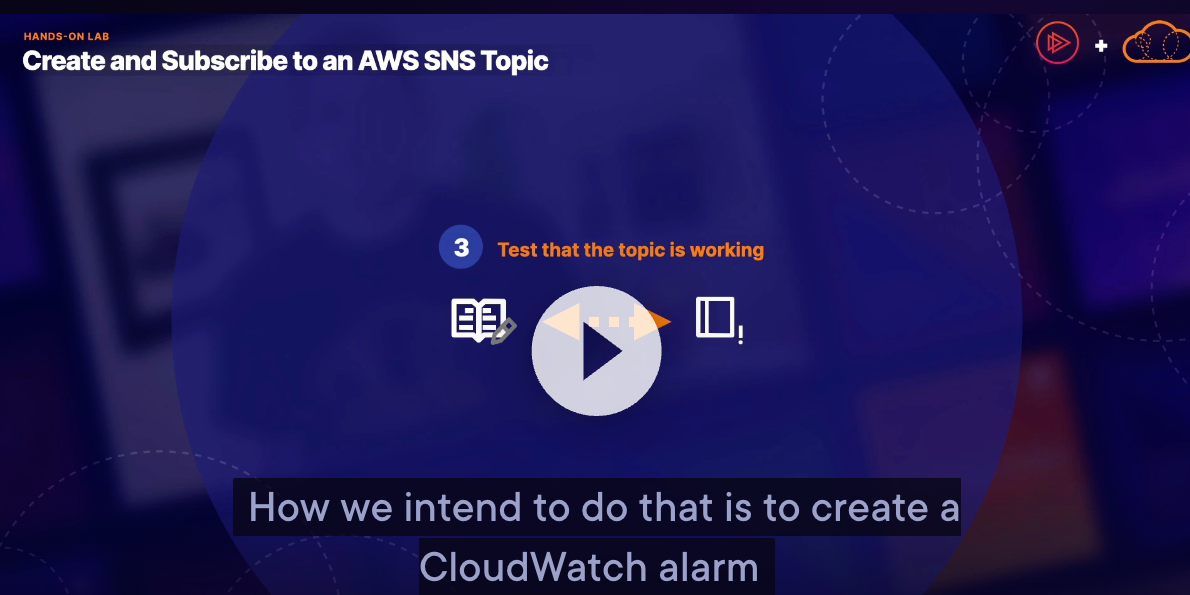 HANDS-ON LAB
Create and Subscribe to an AWS SNS Topic
+
3 Test that the topic is working
!
How we intend to do that is to create a
CloudWatch alarm